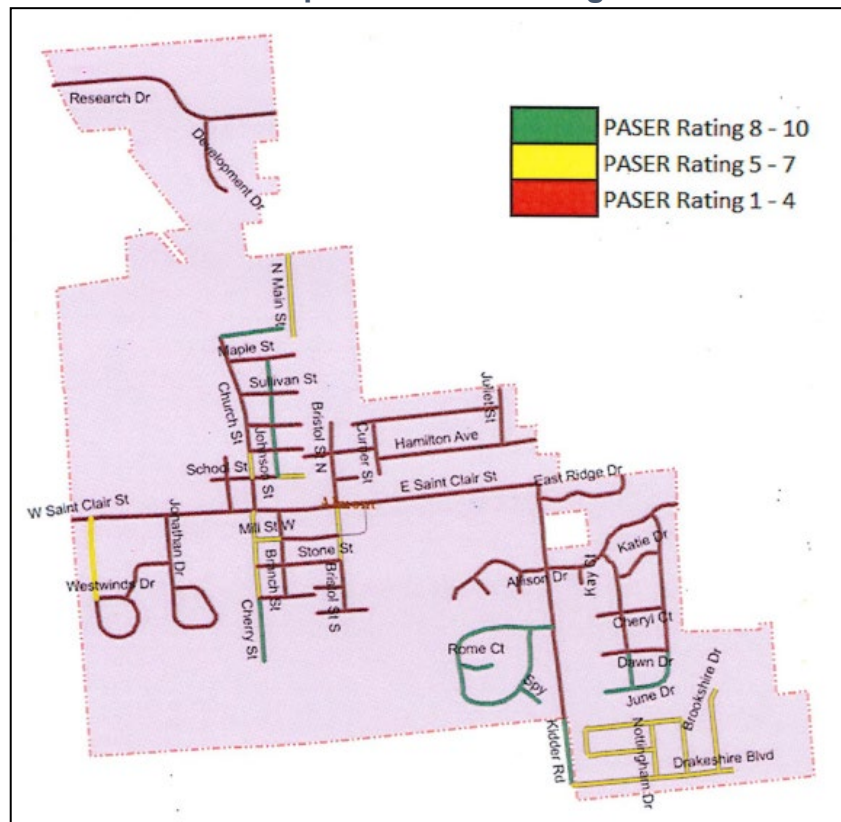 Research Dr
Development Dr
PASER Rating 8 - 10
PASER Rating 5 - 7
PASER Rating 1 - 4
N Main St
Maple St
Sullivan St
Church St
Johnson St
Bristol St N
Currier St
Juliet St
Hamilton Ave
School St
E Saint Clair St
East Ridge Dr
W Saint Clair St
Almont
Jonathan Dr
Mill St W
Stone St
Branch St
Bristol St S
Westwinds Dr
Cherry St
Allison Dr
Kay St
Katie Dr
Cheryl Ct
Rome Ct
Spy
Dawn Dr
June Dr
Brookshire Dr
Kidder Rd
Nottingham Dr
Drakeshire Blvd